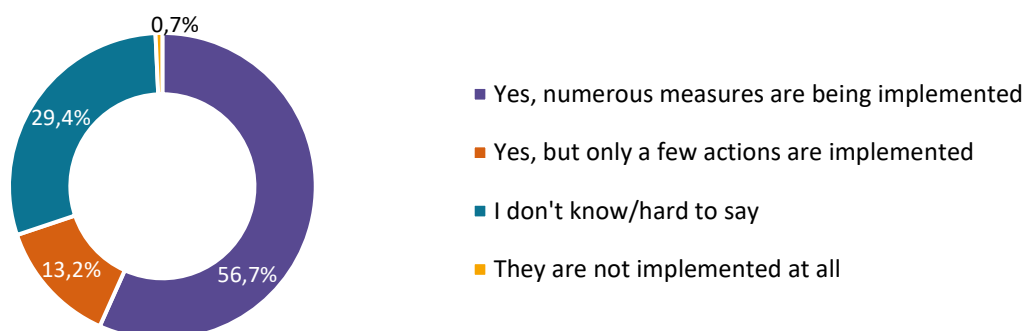 0,7%
29,4%
13,2%
56,7%
Yes, numerous measures are being implemented
Yes, but only a few actions are implemented
I don't know/hard to say
They are not implemented at all